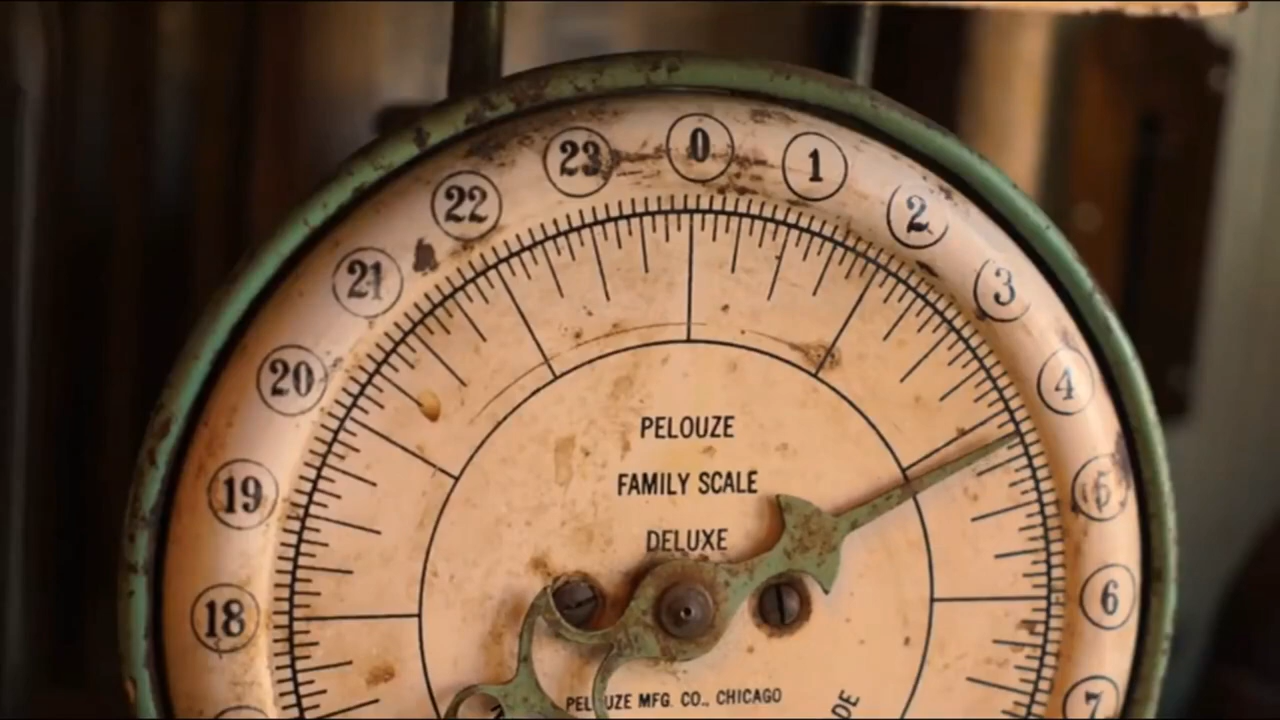 23 0 1
22 2
21 3
20 4
PELOUZE
FAMILY SCALE
19 5
DELUXE
18 6
PELOUZE MFG. CO., CHICAGO
7